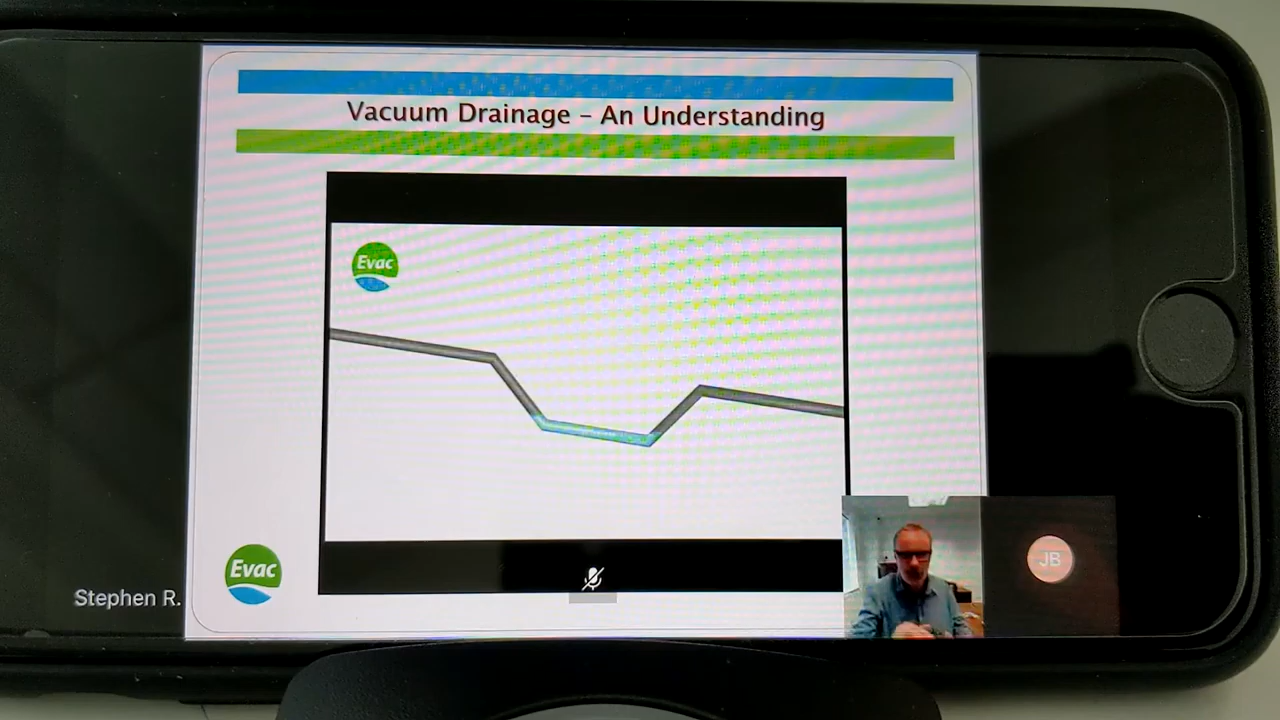 Vacuum Drainage – An Understanding
Evac
Evac
Stephen R.
JB